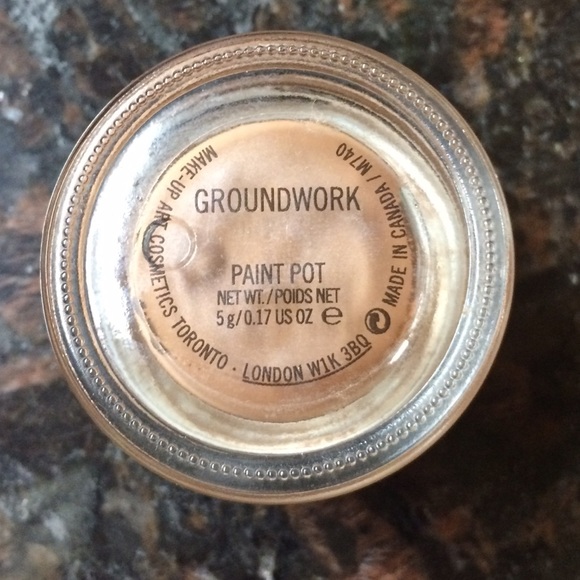 GROUNDWORK
PAINT POT
NET WT./POIDS NET
5 g/0.17 US OZ ℮
MAKE-UP ART COSMETICS TORONTO · LONDON W1K 3BQ
MADE IN CANADA / M740